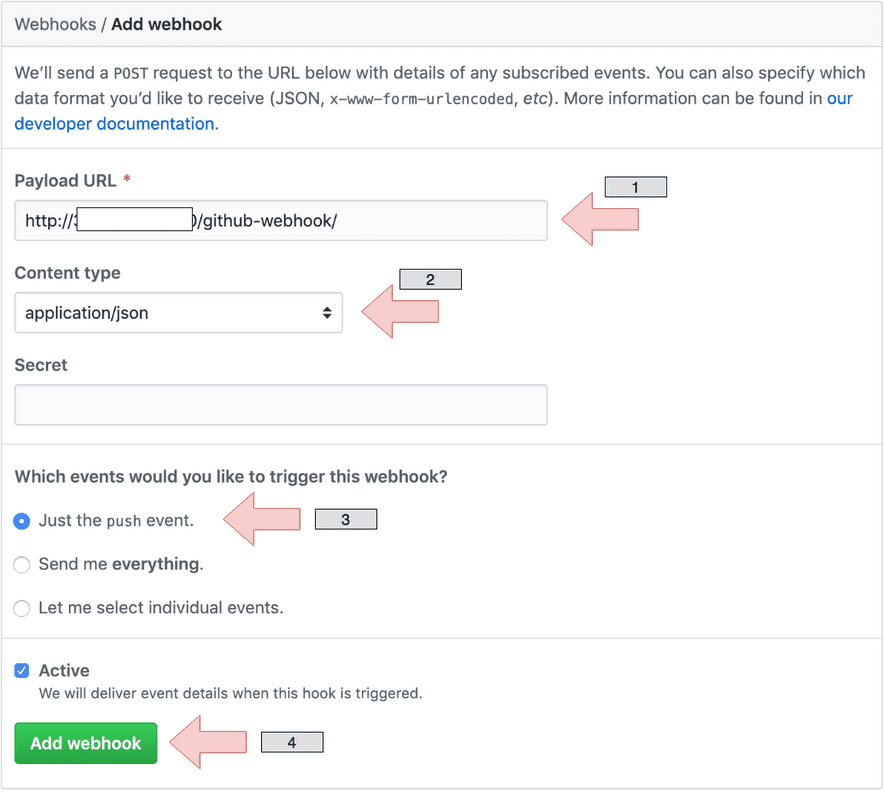 Webhooks / Add webhook
We'll send a POST request to the URL below with details of any subscribed events. You can also specify which
data format you'd like to receive (JSON, x-www-form-urlencoded, etc). More information can be found in our
developer documentation.
Payload URL *
1
http:// /github-webhook/
Content type
2
application/json
Secret
Which events would you like to trigger this webhook?
Just the push event.
3
Send me everything.
Let me select individual events.
Active
We will deliver event details when this hook is triggered.
Add webhook
4